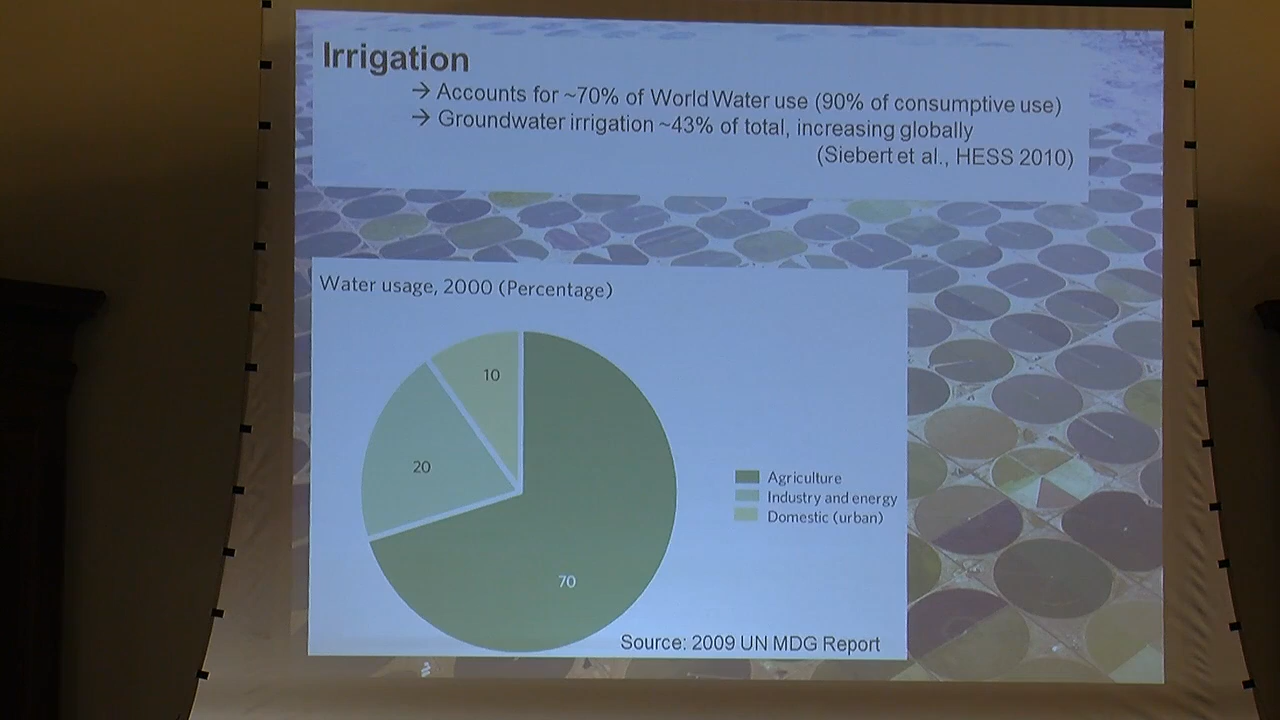 Irrigation
→ Accounts for ~70% of World Water use (90% of consumptive use)
→ Groundwater irrigation ~43% of total, increasing globally
(Siebert et al., HESS 2010)
Water usage, 2000 (Percentage)
10
20
70
Agriculture
Industry and energy
Domestic (urban)
Source: 2009 UN MDG Report